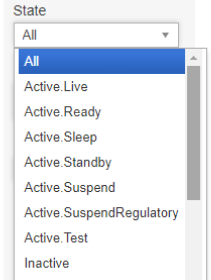 State
All
All
Active.Live
Active.Ready
Active.Sleep
Active.Standby
Active.Suspend
Active.SuspendRegulatory
Active.Test
Inactive